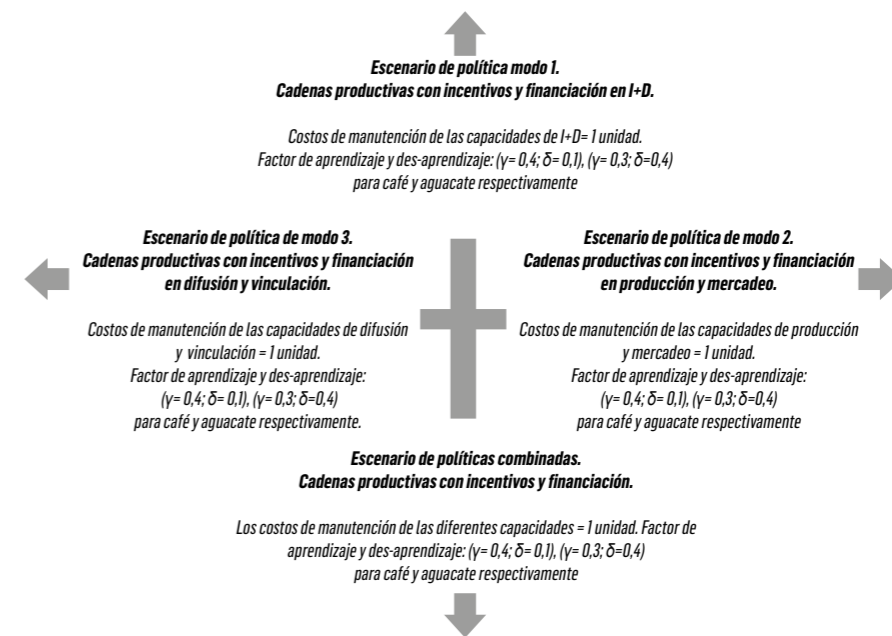 Escenario de política modo 1.
Cadenas productivas con incentivos y financiación en I+D.
Costos de manutención de las capacidades de I+D= 1 unidad.
Factor de aprendizaje y des-aprendizaje: (γ= 0,4; δ= 0,1), (γ= 0,3; δ=0,4)
para café y aguacate respectivamente
Escenario de política de modo 3.
Cadenas productivas con incentivos y financiación
en difusión y vinculación.
Costos de manutención de las capacidades de difusión
y vinculación = 1 unidad.
Factor de aprendizaje y des-aprendizaje:
(γ= 0,4; δ= 0,1), (γ= 0,3; δ=0,4)
para café y aguacate respectivamente.
Escenario de política de modo 2.
Cadenas productivas con incentivos y financiación
en producción y mercadeo.
Costos de manutención de las capacidades de producción
y mercadeo = 1 unidad.
Factor de aprendizaje y des-aprendizaje:
(γ= 0,4; δ= 0,1), (γ= 0,3; δ=0,4)
para café y aguacate respectivamente
Escenario de políticas combinadas.
Cadenas productivas con incentivos y financiación.
Los costos de manutención de las diferentes capacidades = 1 unidad. Factor de
aprendizaje y des-aprendizaje: (γ= 0,4; δ= 0,1), (γ= 0,3; δ=0,4)
para café y aguacate respectivamente